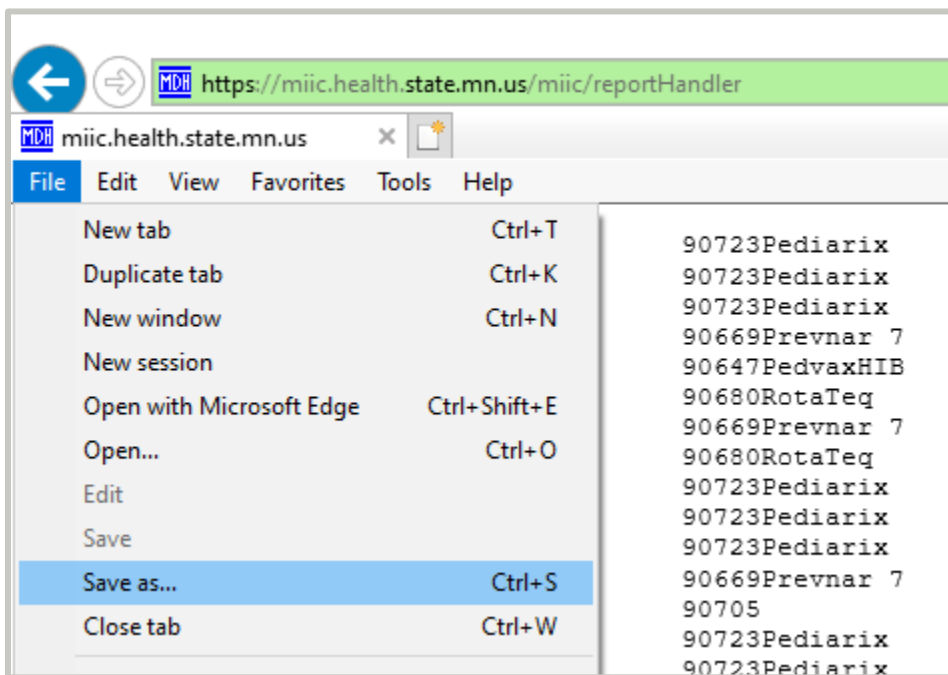 MDH https://miic.health.state.mn.us/miic/reportHandler
MDH miic.health.state.mn.us
File Edit View Favorites Tools Help
New tab Ctrl+T
Duplicate tab Ctrl+K
New window Ctrl+N
New session
Open with Microsoft Edge Ctrl+Shift+E
Open... Ctrl+O
Edit
Save
Save as... Ctrl+S
Close tab Ctrl+W
90723Pediarix
90723Pediarix
90723Pediarix
90669Prevnar 7
90647PedvaxHIB
90680RotaTeq
90669Prevnar 7
90680RotaTeq
90723Pediarix
90723Pediarix
90723Pediarix
90669Prevnar 7
90705
90723Pediarix
90723Pediarix